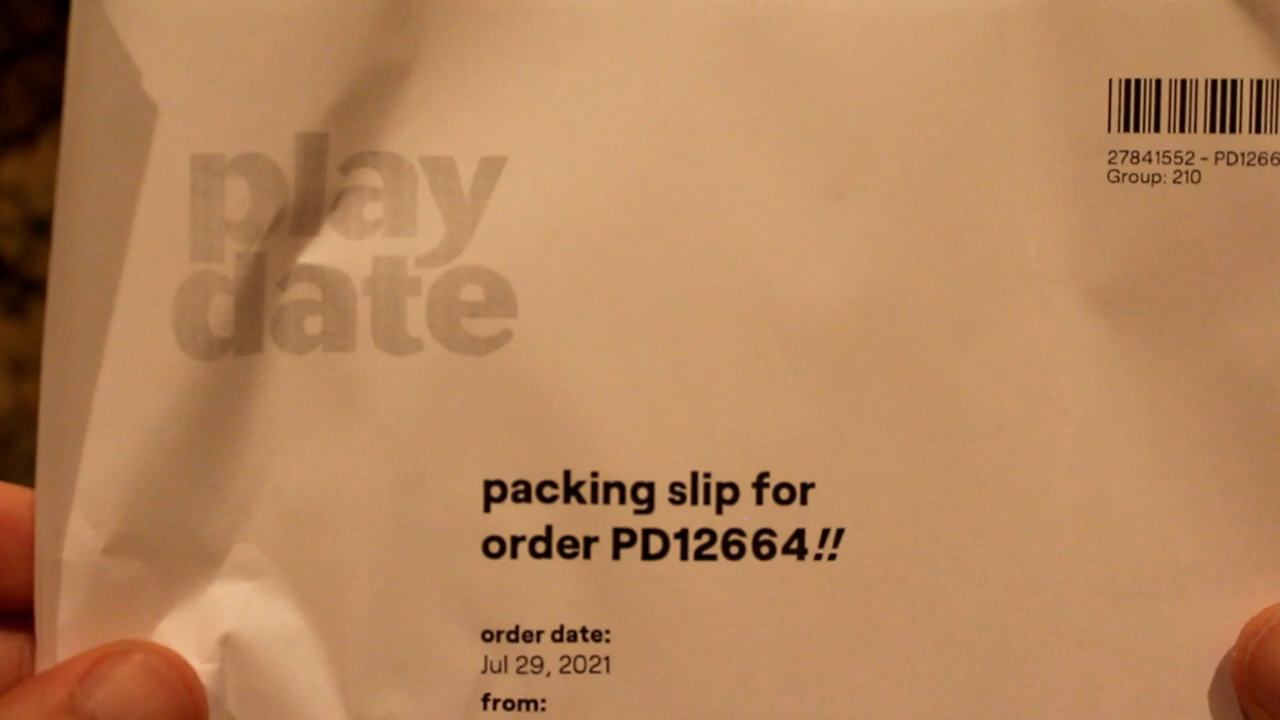 play
date
27841552 - PD1266
Group: 210
packing slip for
order PD12664!!
order date:
Jul 29, 2021
from: